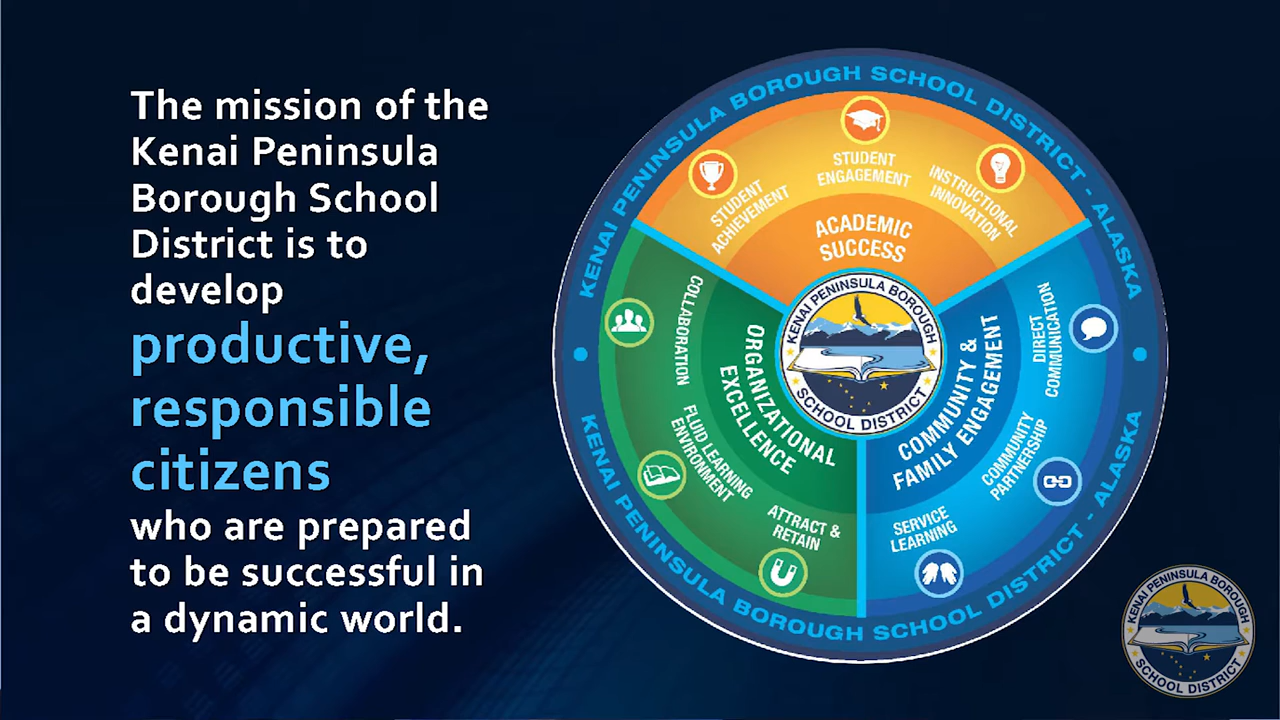 The mission of the
Kenai Peninsula
Borough School
District is to
develop
productive,
responsible
citizens
who are prepared
to be successful in
a dynamic world.
KENAI PENINSULA BOROUGH SCHOOL DISTRICT - ALASKA
STUDENT
ACHIEVEMENT
STUDENT
ENGAGEMENT
INSTRUCTIONAL
INNOVATION
ACADEMIC
SUCCESS
COLLABORATION
FLUID LEARNING
ENVIRONMENT
ATTRACT &
RETAIN
ORGANIZATIONAL
EXCELLENCE
KENAI PENINSULA BOROUGH
SCHOOL DISTRICT
COMMUNITY &
FAMILY ENGAGEMENT
DIRECT
COMMUNICATION
COMMUNITY
PARTNERSHIP
SERVICE
LEARNING
KENAI PENINSULA BOROUGH SCHOOL DISTRICT - ALASKA
KENAI PENINSULA BOROUGH
SCHOOL DISTRICT